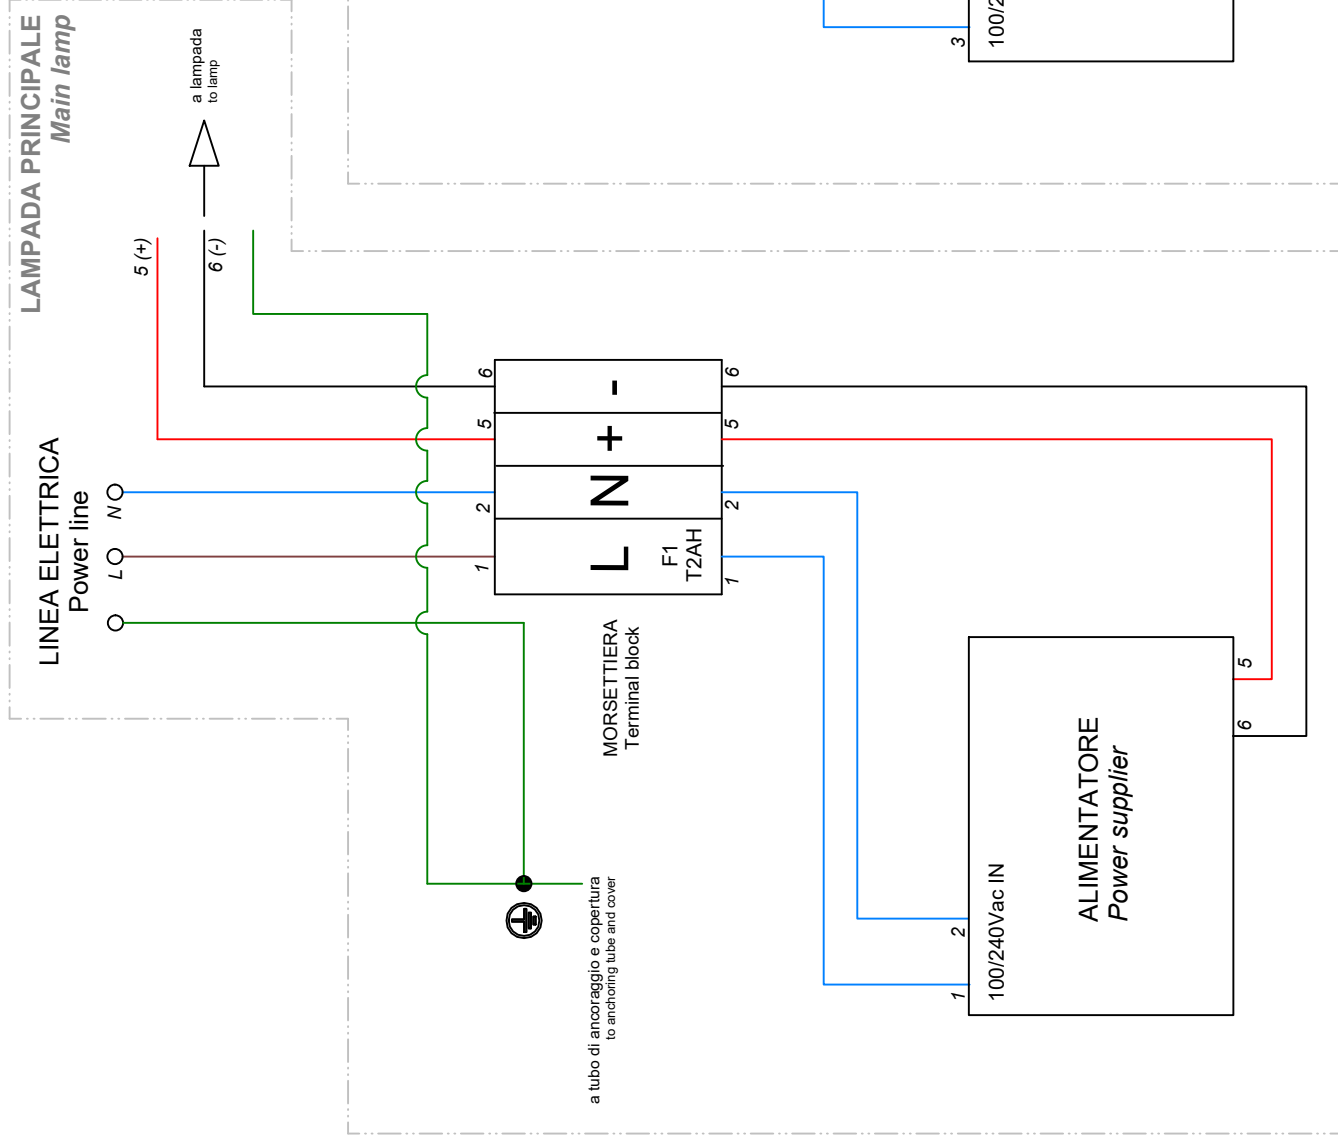 LAMPADA PRINCIPALE
Main lamp
a lampada
to lamp
5 (+)
6 (-)
LINEA ELETTRICA
Power line
N
L
6
5
2
1
-
+
N
L
F1
T2AH
6
5
2
1
MORSETTIERA
Terminal block
a tubo di ancoraggio e copertura
to anchoring tube and cover
ALIMENTATORE
Power supplier
100/240Vac IN
1
2
5
6
3
100/2